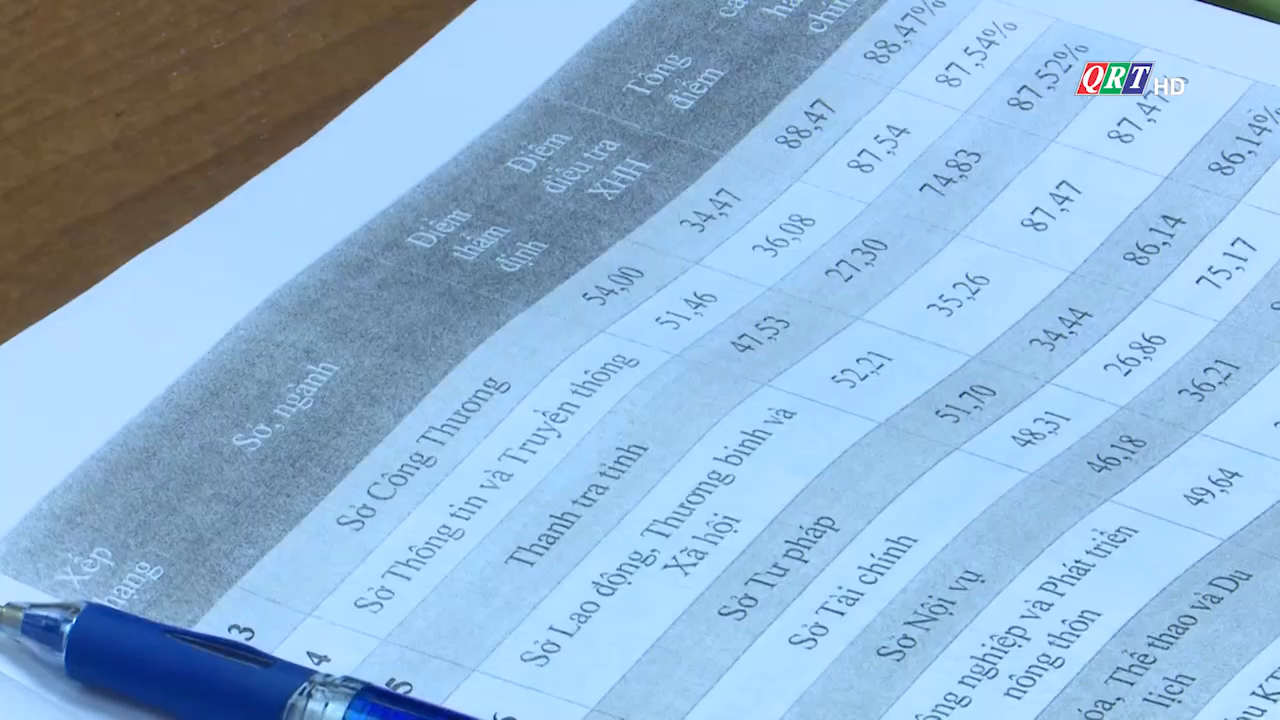 QRT HD
Xếp
hạng
Sở, ngành
Điểm
thẩm
định
Điểm
điều tra
XHH
Tổng
điểm
3
Sở Công Thương
54,00
34,47
88,47
88,47%
4
Sở Thông tin và Truyền thông
51,46
36,08
87,54
87,54%
5
Thanh tra tỉnh
47,53
27,30
74,83
87,52%
Sở Lao động, Thương binh và
Xã hội
52,21
35,26
87,47
Sở Tư pháp
51,70
34,44
86,14
86,14%
Sở Tài chính
48,31
26,86
75,17
Sở Nội vụ
46,18
36,21
nghiệp và Phát triển
nông thôn
49,64
Thể thao và Du
lịch